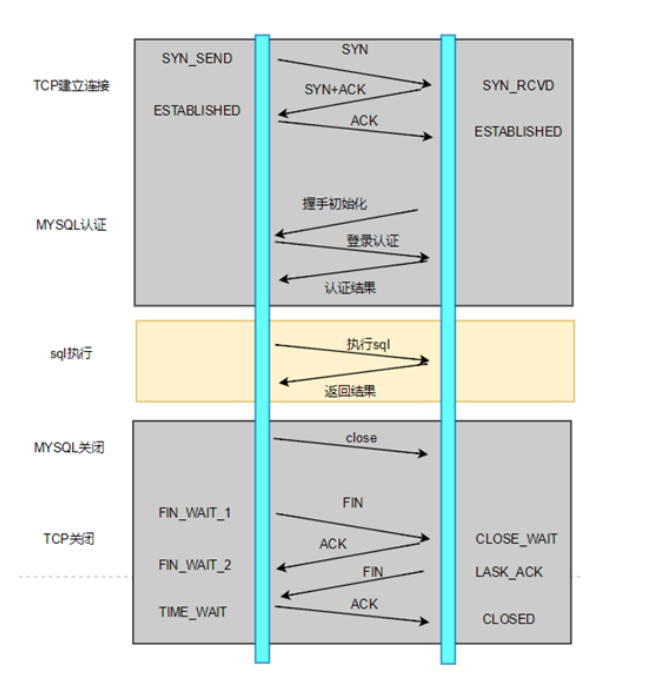 SYN
SYN_SEND
TCP建立连接
SYN+ACK
SYN_RCVD
ESTABLISHED
ACK
ESTABLISHED
握手初始化
MYSQL认证
登录认证
认证结果
sql执行
执行sql
返回结果
MYSQL关闭
close
FIN
FIN_WAIT_1
TCP关闭
ACK
CLOSE_WAIT
FIN_WAIT_2
FIN
LASK_ACK
TIME_WAIT
ACK
CLOSED